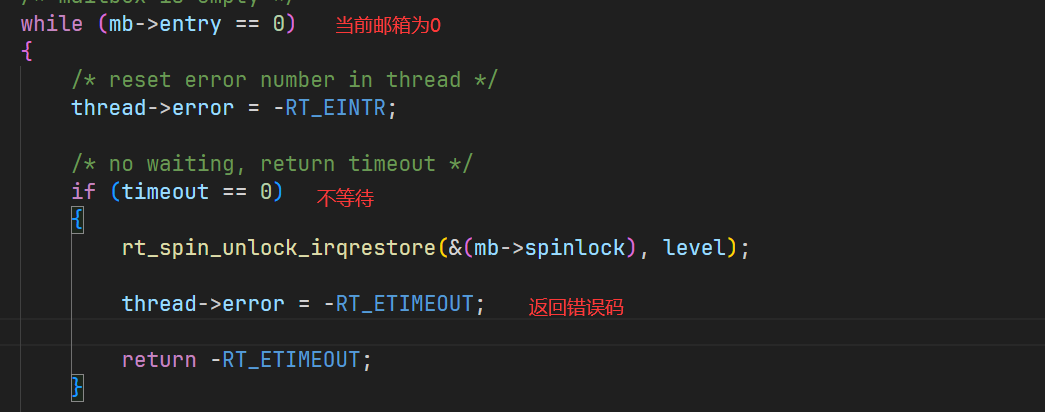 /* mailbox is empty */
while (mb->entry == 0) 当前邮箱为0
{
/* reset error number in thread */
thread->error = -RT_EINTR;
/* no waiting, return timeout */
if (timeout == 0) 不等待
{
rt_spin_unlock_irqrestore(&(mb->spinlock), level);
thread->error = -RT_ETIMEOUT; 返回错误码
return -RT_ETIMEOUT;
}